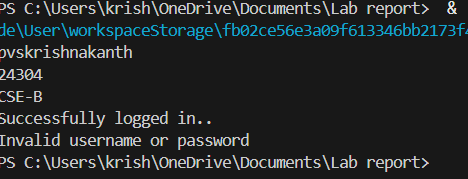 PS C:\Users\krish\OneDrive\Documents\Lab report>  &
de\User\workspaceStorage\fb02ce56e3a09f613346bb2173f4
pvskrishnakanth
24304
CSE-B
Successfully logged in..
Invalid username or password
PS C:\Users\krish\OneDrive\Documents\Lab report>